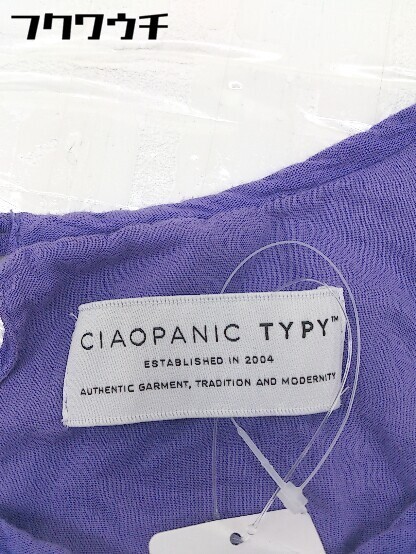 フクワウチ
CIAOPANIC TYPY™
ESTABLISHED IN 2004
AUTHENTIC GARMENT, TRADITION AND MODERNITY